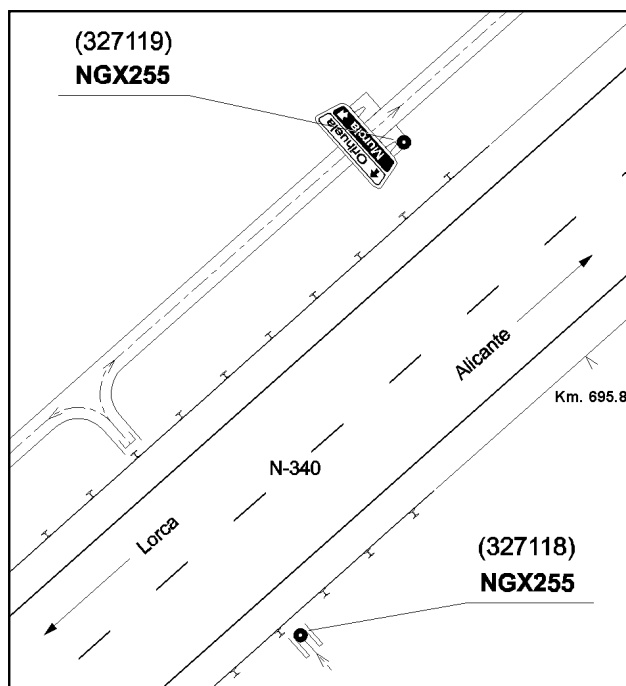 (327119)
NGX255
Orihuela
Murcia
Alicante
Km. 695.8
N-340
Lorca
(327118)
NGX255